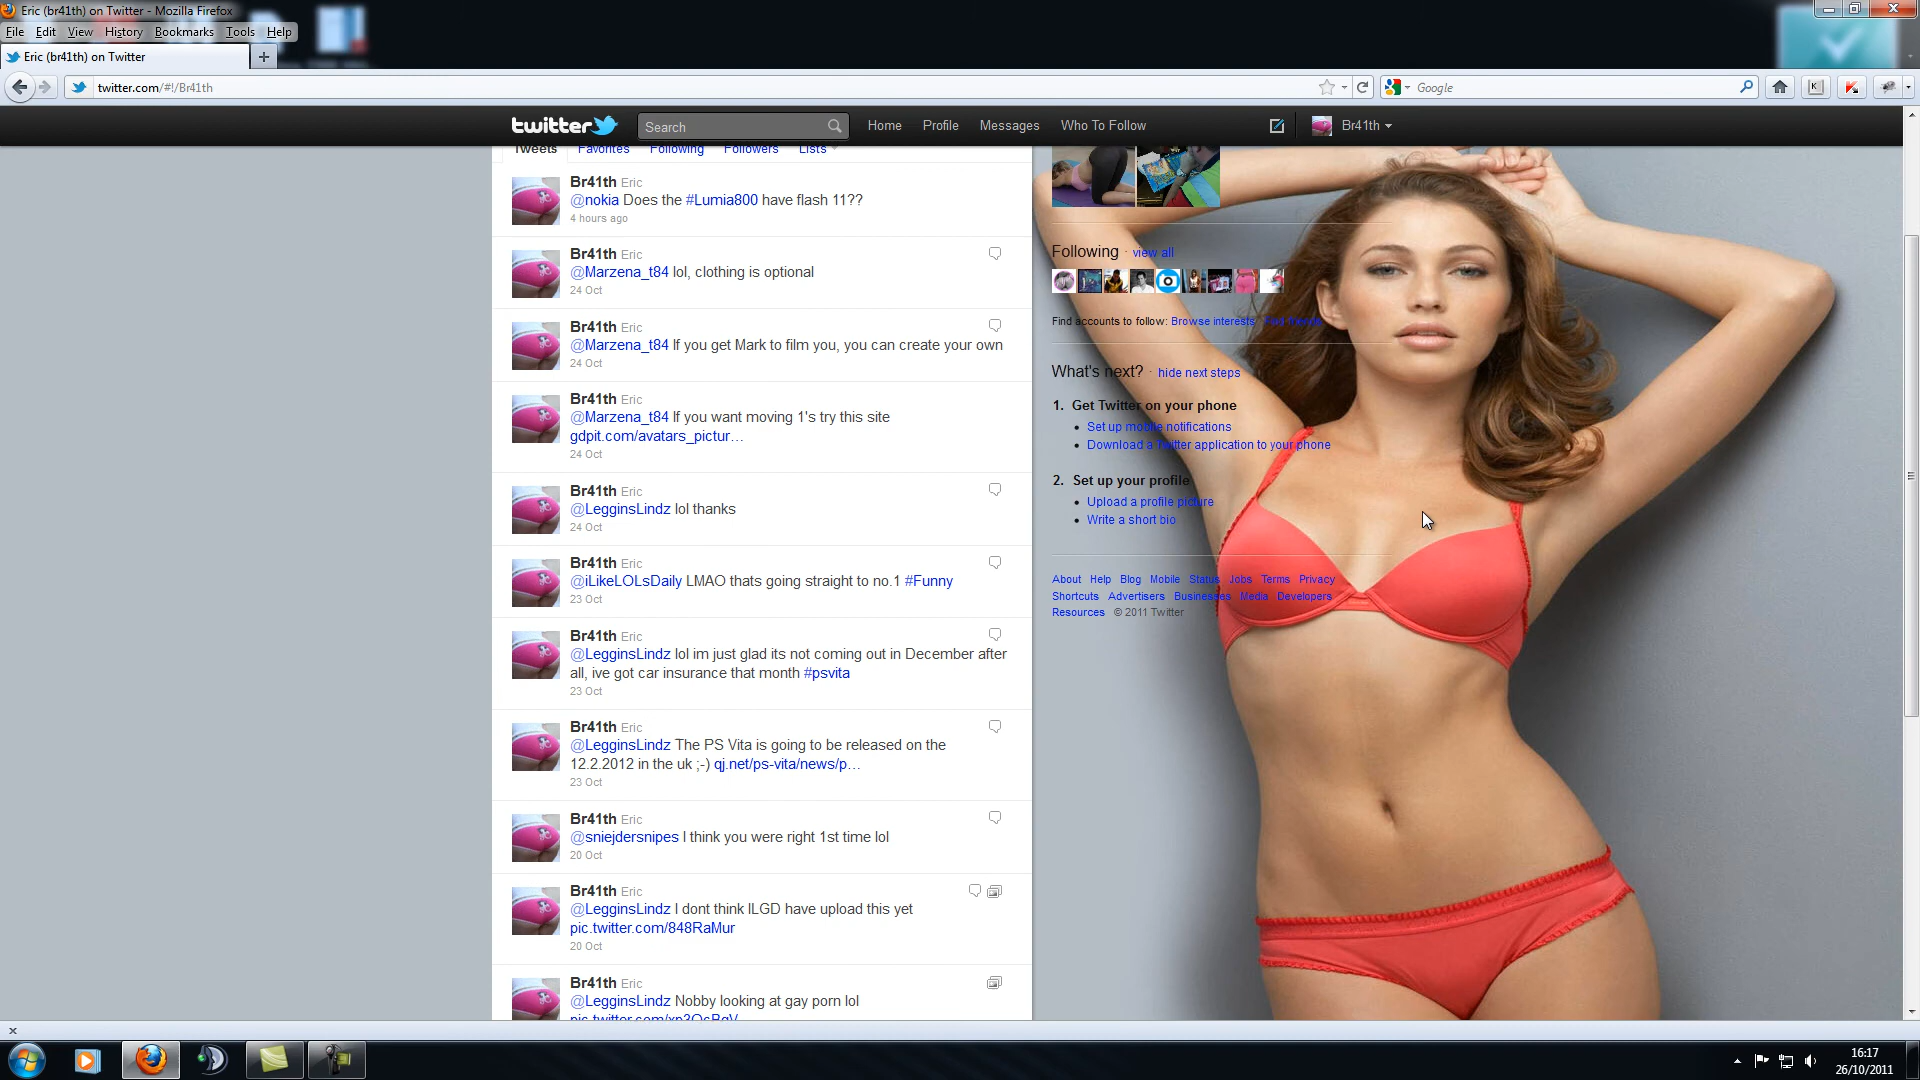 Eric (br41th) on Twitter - Mozilla Firefox
File Edit View History Bookmarks Tools Help
Eric (br41th) on Twitter
twitter.com/#!/Br41th
Google
twitter
Search
Home Profile Messages Who To Follow
Br41th
Tweets Favorites Following Followers Lists
Br41th Eric
@nokia Does the #Lumia800 have flash 11??
4 hours ago
Br41th Eric
@Marzena_t84 lol, clothing is optional
24 Oct
Br41th Eric
@Marzena_t84 If you get Mark to film you, you can create your own
24 Oct
Br41th Eric
@Marzena_t84 If you want moving 1's try this site
gdpit.com/avatars_pictur…
24 Oct
Br41th Eric
@LegginsLindz lol thanks
24 Oct
Br41th Eric
@iLikeLOLsDaily LMAO thats going straight to no.1 #Funny
23 Oct
Br41th Eric
@LegginsLindz lol im just glad its not coming out in December after
all, ive got car insurance that month #psvita
23 Oct
Br41th Eric
@LegginsLindz The PS Vita is going to be released on the
12.2.2012 in the uk ;-) qj.net/ps-vita/news/p…
23 Oct
Br41th Eric
@sniejdersnipes I think you were right 1st time lol
20 Oct
Br41th Eric
@LegginsLindz I dont think ILGD have upload this yet
pic.twitter.com/848RaMur
20 Oct
Br41th Eric
@LegginsLindz Nobby looking at gay porn lol
Following · view all
Find accounts to follow: Browse interests
What's next? · hide next steps
1. Get Twitter on your phone
• Set up mobile notifications
• Download a Twitter application to your phone
2. Set up your profile
• Upload a profile picture
• Write a short bio
About Help Blog Mobile Status Jobs Terms Privacy
Shortcuts Advertisers Businesses Media Developers
Resources © 2011 Twitter
16:17
26/10/2011